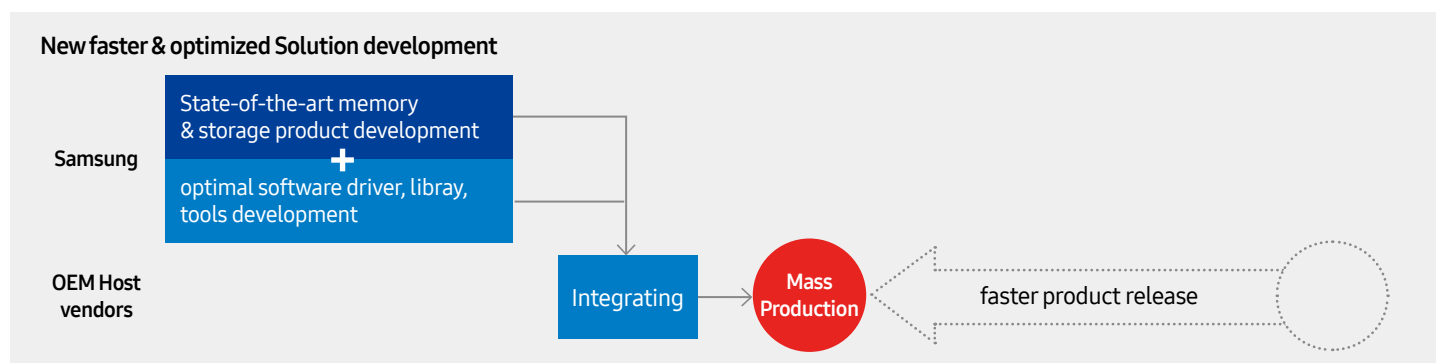 New faster & optimized Solution development
Samsung
State-of-the-art memory
& storage product development
+
optimal software driver, libray,
tools development
OEM Host
vendors
Integrating
Mass
Production
faster product release